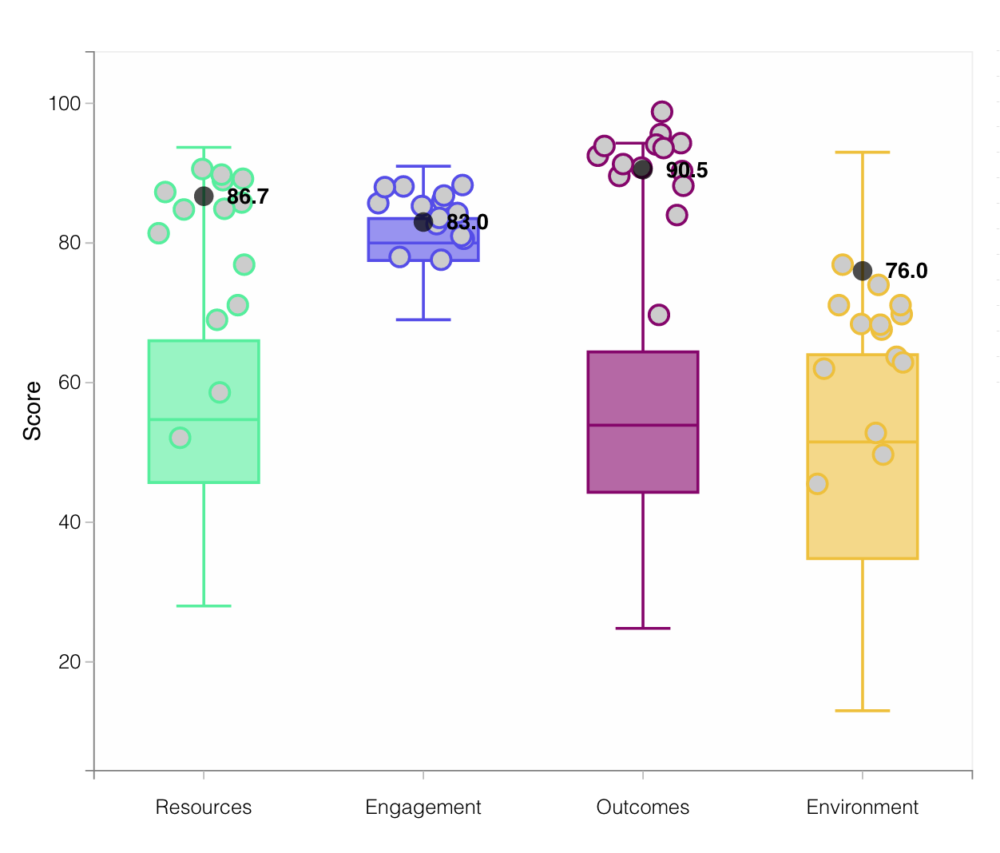 100
80
60
40
20
Score
86.7
83.0
90.5
76.0
Resources
Engagement
Outcomes
Environment